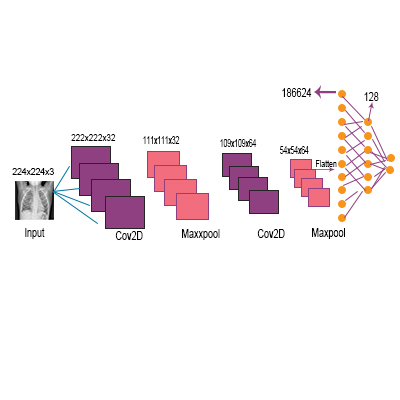 186624
128
222x222x32
111x111x32
109x109x64
54x54x64
Flatten
224x224x3
Input
Cov2D
Maxxpool
Cov2D
Maxpool